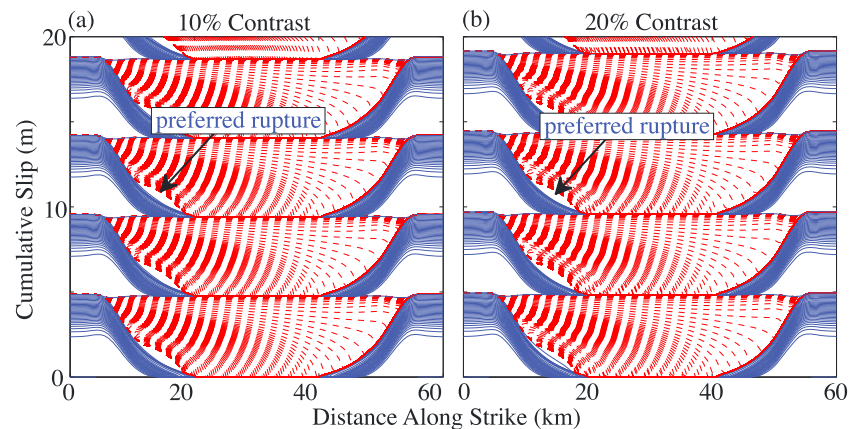 (a) 10% Contrast (b) 20% Contrast
20
preferred rupture preferred rupture
Cumulative Slip (m)
10
0
0 20 40 60 0 20 40 60
Distance Along Strike (km)